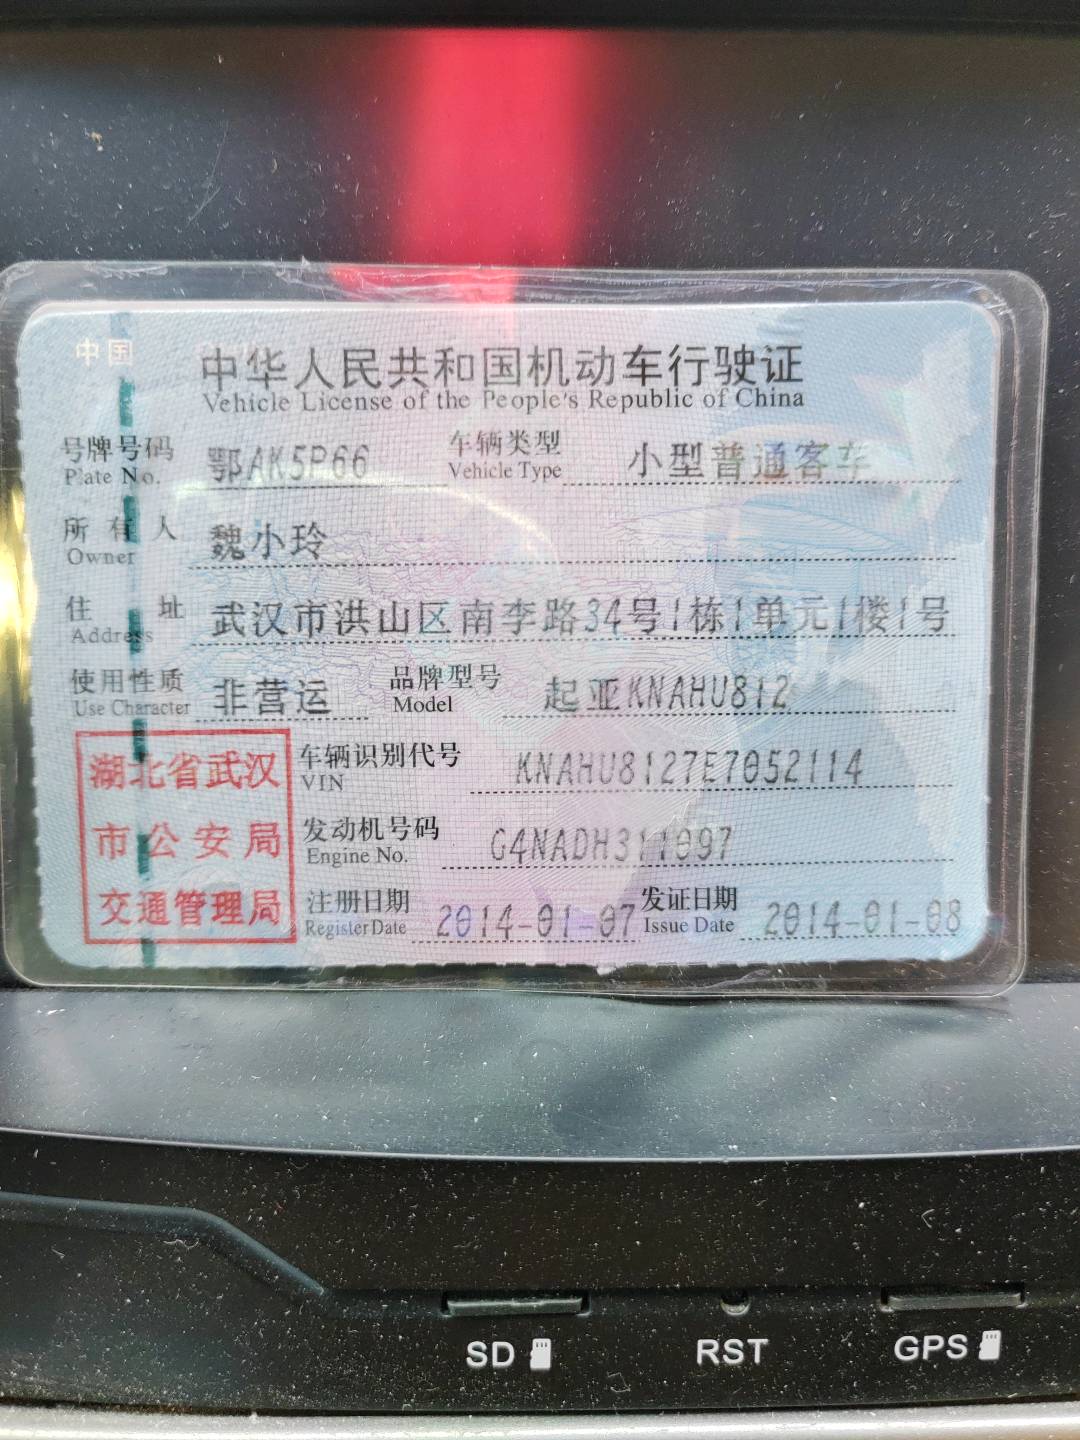 中国
中华人民共和国机动车行驶证
Vehicle License of the People's Republic of China
号牌号码 鄂AK5P66 车辆类型 小型普通客车
Plate No. Vehicle Type
所有人 魏小玲
Owner
住址 武汉市洪山区南李路34号1栋1单元1楼1号
Address
使用性质 非营运 品牌型号 起亚KNAHU812
Use Character Model
湖北省武汉
市公安局
交通管理局
车辆识别代号 KNAHU8127E7052114
VIN
发动机号码 G4NADH311097
Engine No.
注册日期 2014-01-07 发证日期 2014-01-08
Register Date Issue Date
SD RST GPS